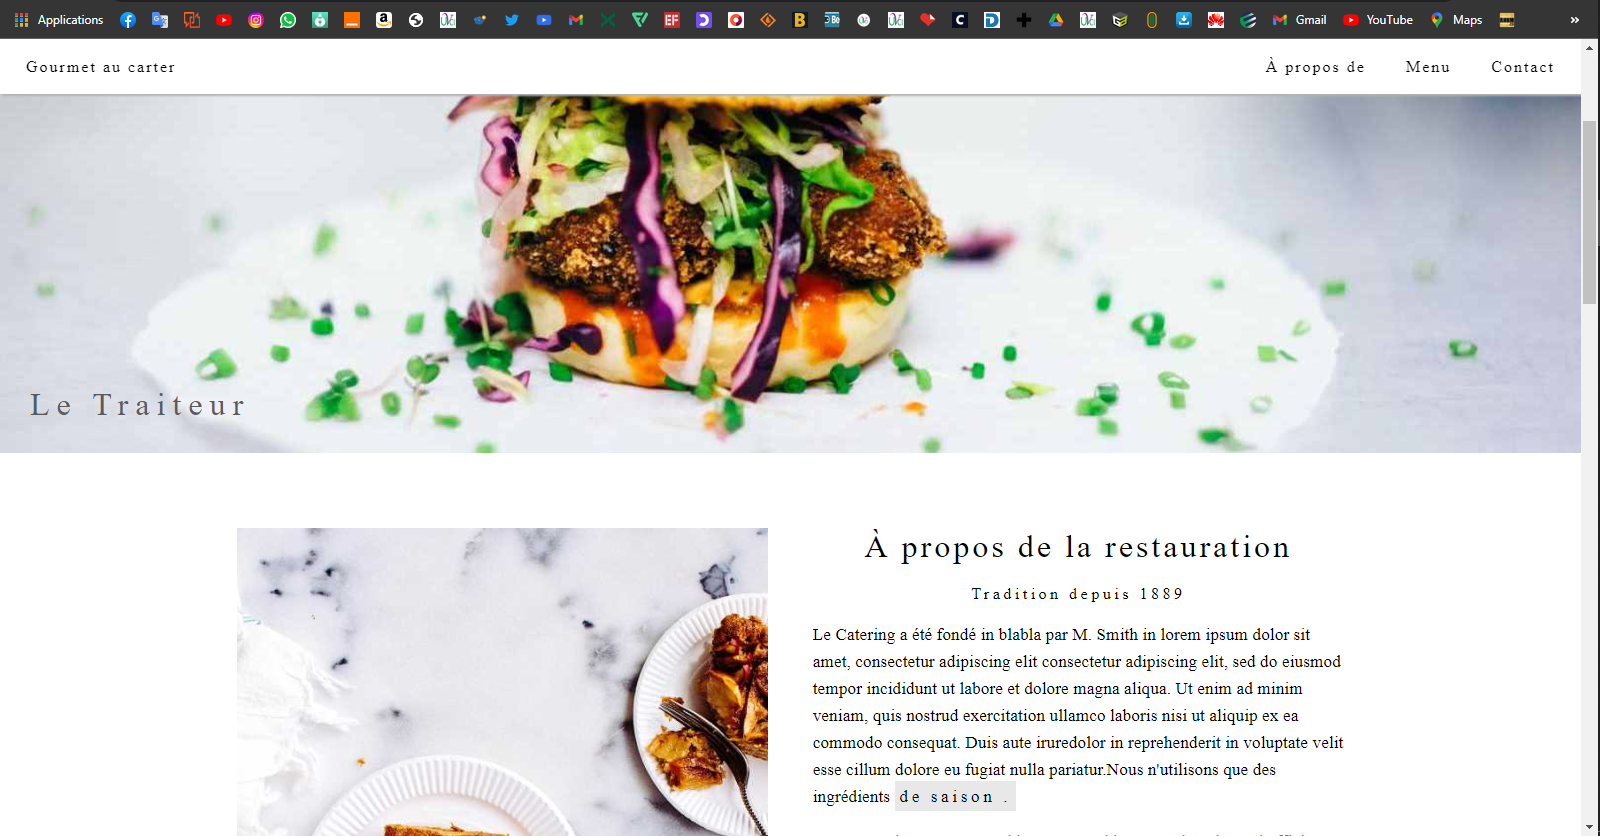 Applications Gmail YouTube Maps »
Gourmet au carter À propos de Menu Contact
Le Traiteur
À propos de la restauration
Tradition depuis 1889
Le Catering a été fondé in blabla par M. Smith in lorem ipsum dolor sit
amet, consectetur adipiscing elit consectetur adipiscing elit, sed do eiusmod
tempor incididunt ut labore et dolore magna aliqua. Ut enim ad minim
veniam, quis nostrud exercitation ullamco laboris nisi ut aliquip ex ea
commodo consequat. Duis aute iruredolor in reprehenderit in voluptate velit
esse cillum dolore eu fugiat nulla pariatur.Nous n'utilisons que des
ingrédients de saison .